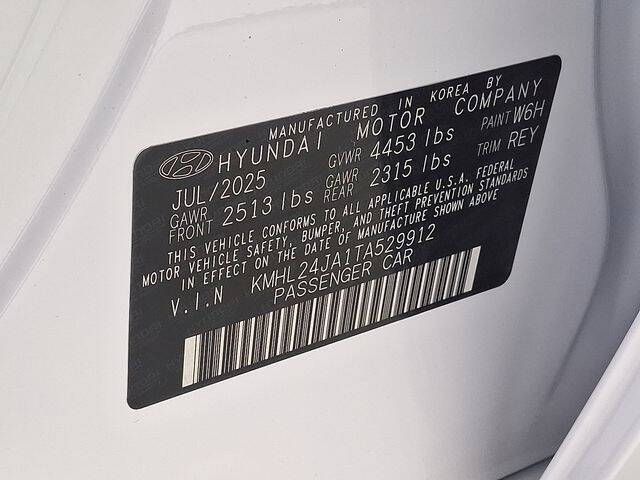 MANUFACTURED IN KOREA BY
HYUNDAI MOTOR COMPANY
JUL/2025 GVWR 4453 lbs PAINT W6H
GAWR FRONT 2513 lbs GAWR REAR 2315 lbs TRIM REY
THIS VEHICLE CONFORMS TO ALL APPLICABLE U.S.A. FEDERAL
MOTOR VEHICLE SAFETY, BUMPER, AND THEFT PREVENTION STANDARDS
IN EFFECT ON THE DATE OF MANUFACTURE SHOWN ABOVE
V.I.N KMHL24JA1TA529912
PASSENGER CAR